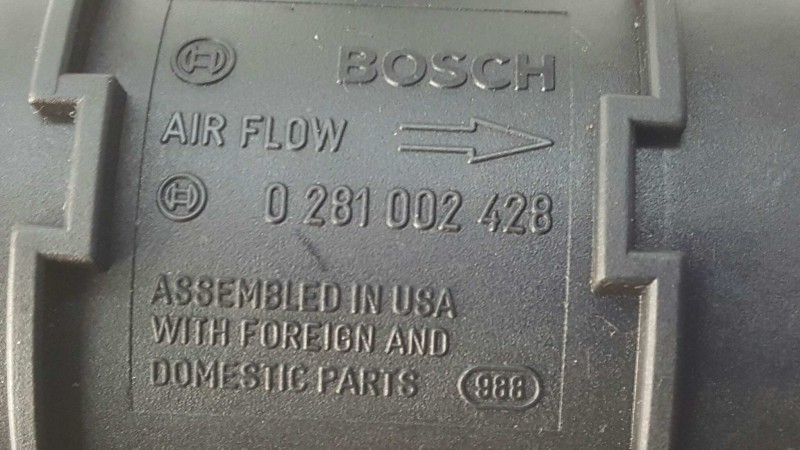 BOSCH
AIR FLOW
0 281 002 428
ASSEMBLED IN USA
WITH FOREIGN AND
DOMESTIC PARTS 988